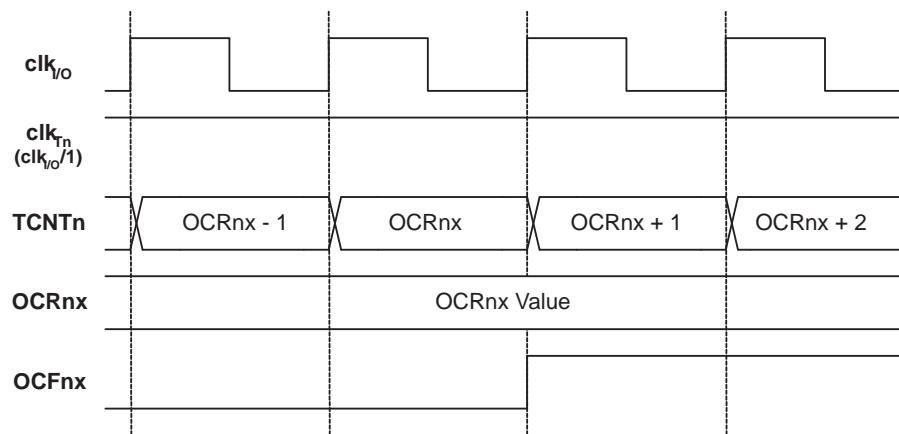 clkI/O
clkTn
(clkI/O/1)
TCNTn OCRnx - 1 OCRnx OCRnx + 1 OCRnx + 2
OCRnx OCRnx Value
OCFnx